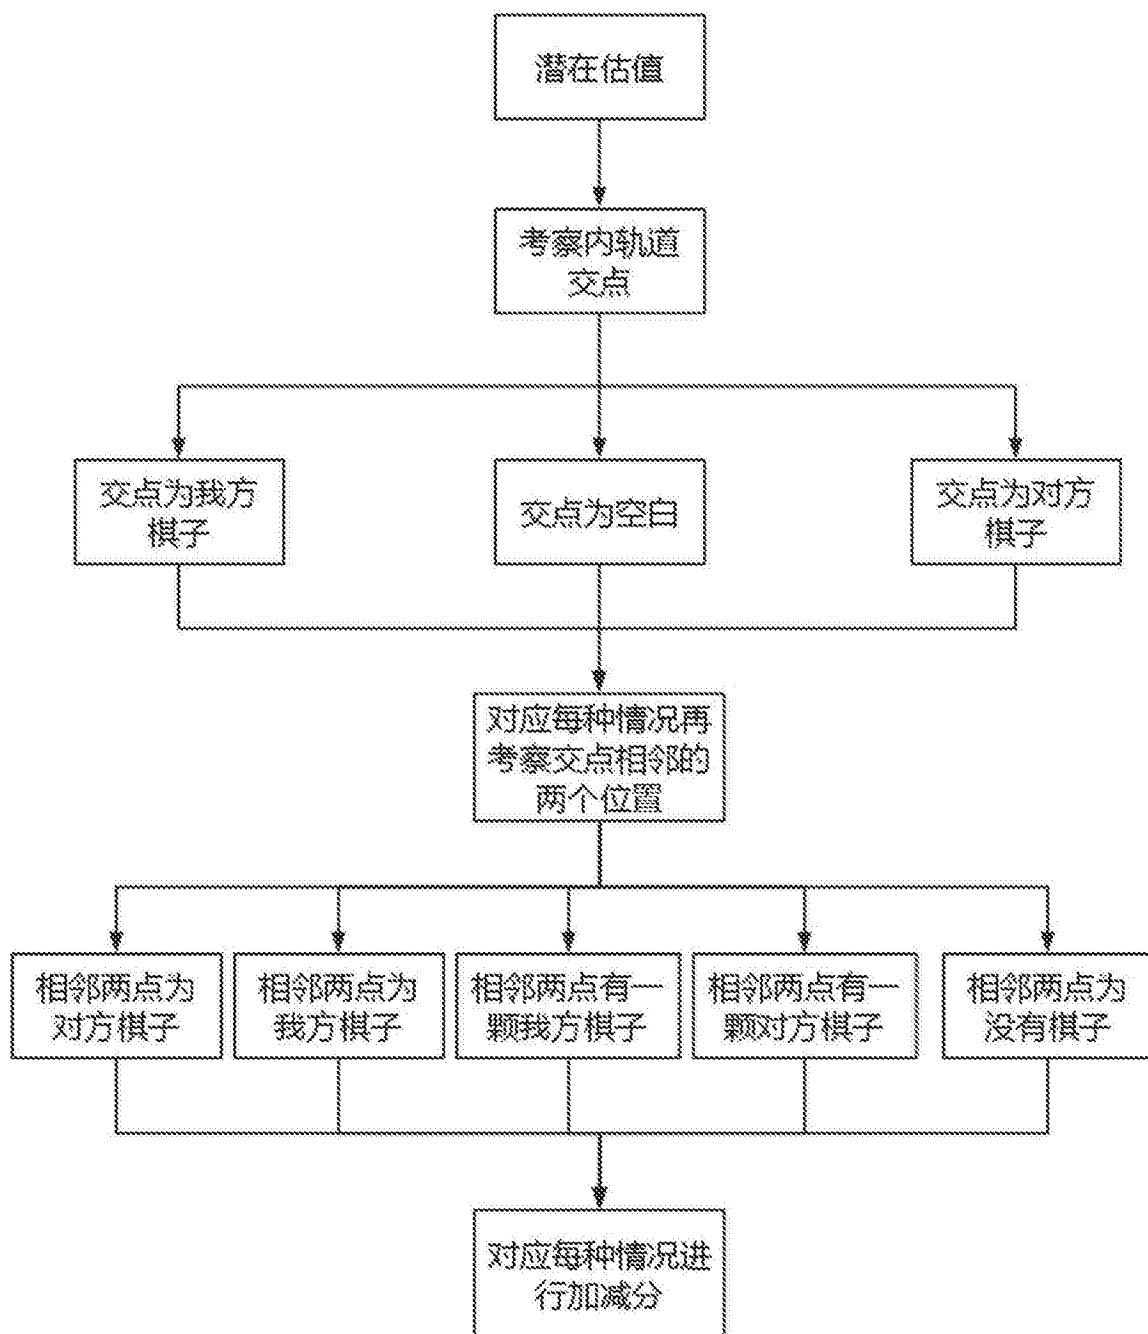 潜在估值
考察内轨道
交点
交点为我方
棋子
交点为空白
交点为对方
棋子
对应每种情况再
考察交点相邻的
两个位置
相邻两点为
对方棋子
相邻两点为
我方棋子
相邻两点有一
颗我方棋子
相邻两点有一
颗对方棋子
相邻两点为
没有棋子
对应每种情况进
行加减分